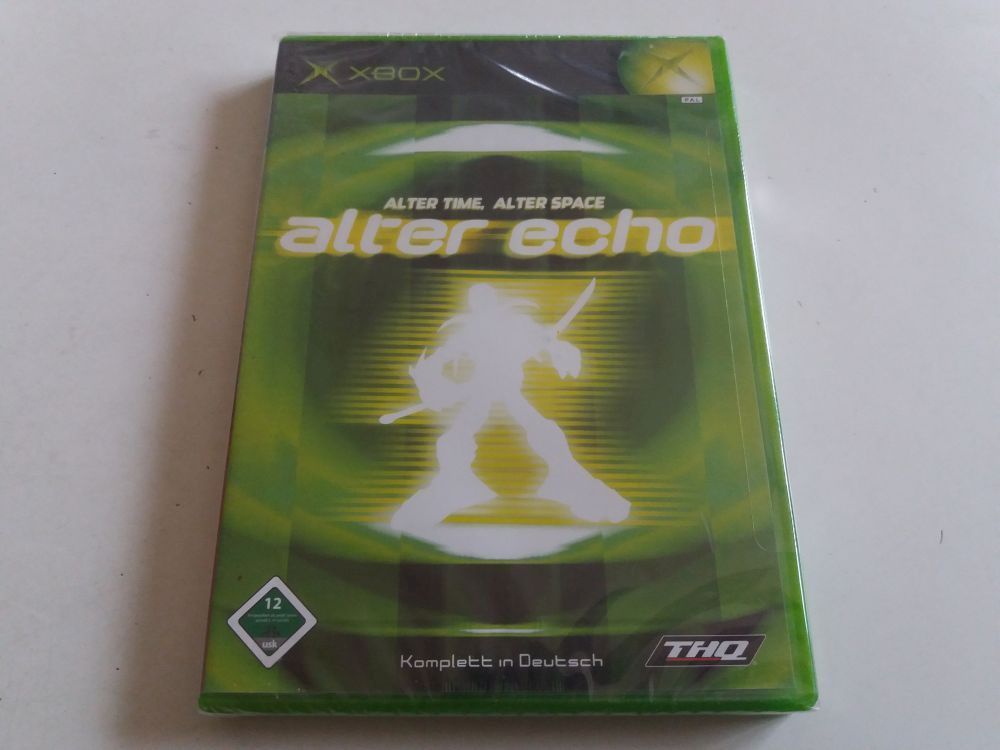 XBOX
PAL
ALTER TIME, ALTER SPACE
alter echo
12
usk
Komplett in Deutsch
THQ